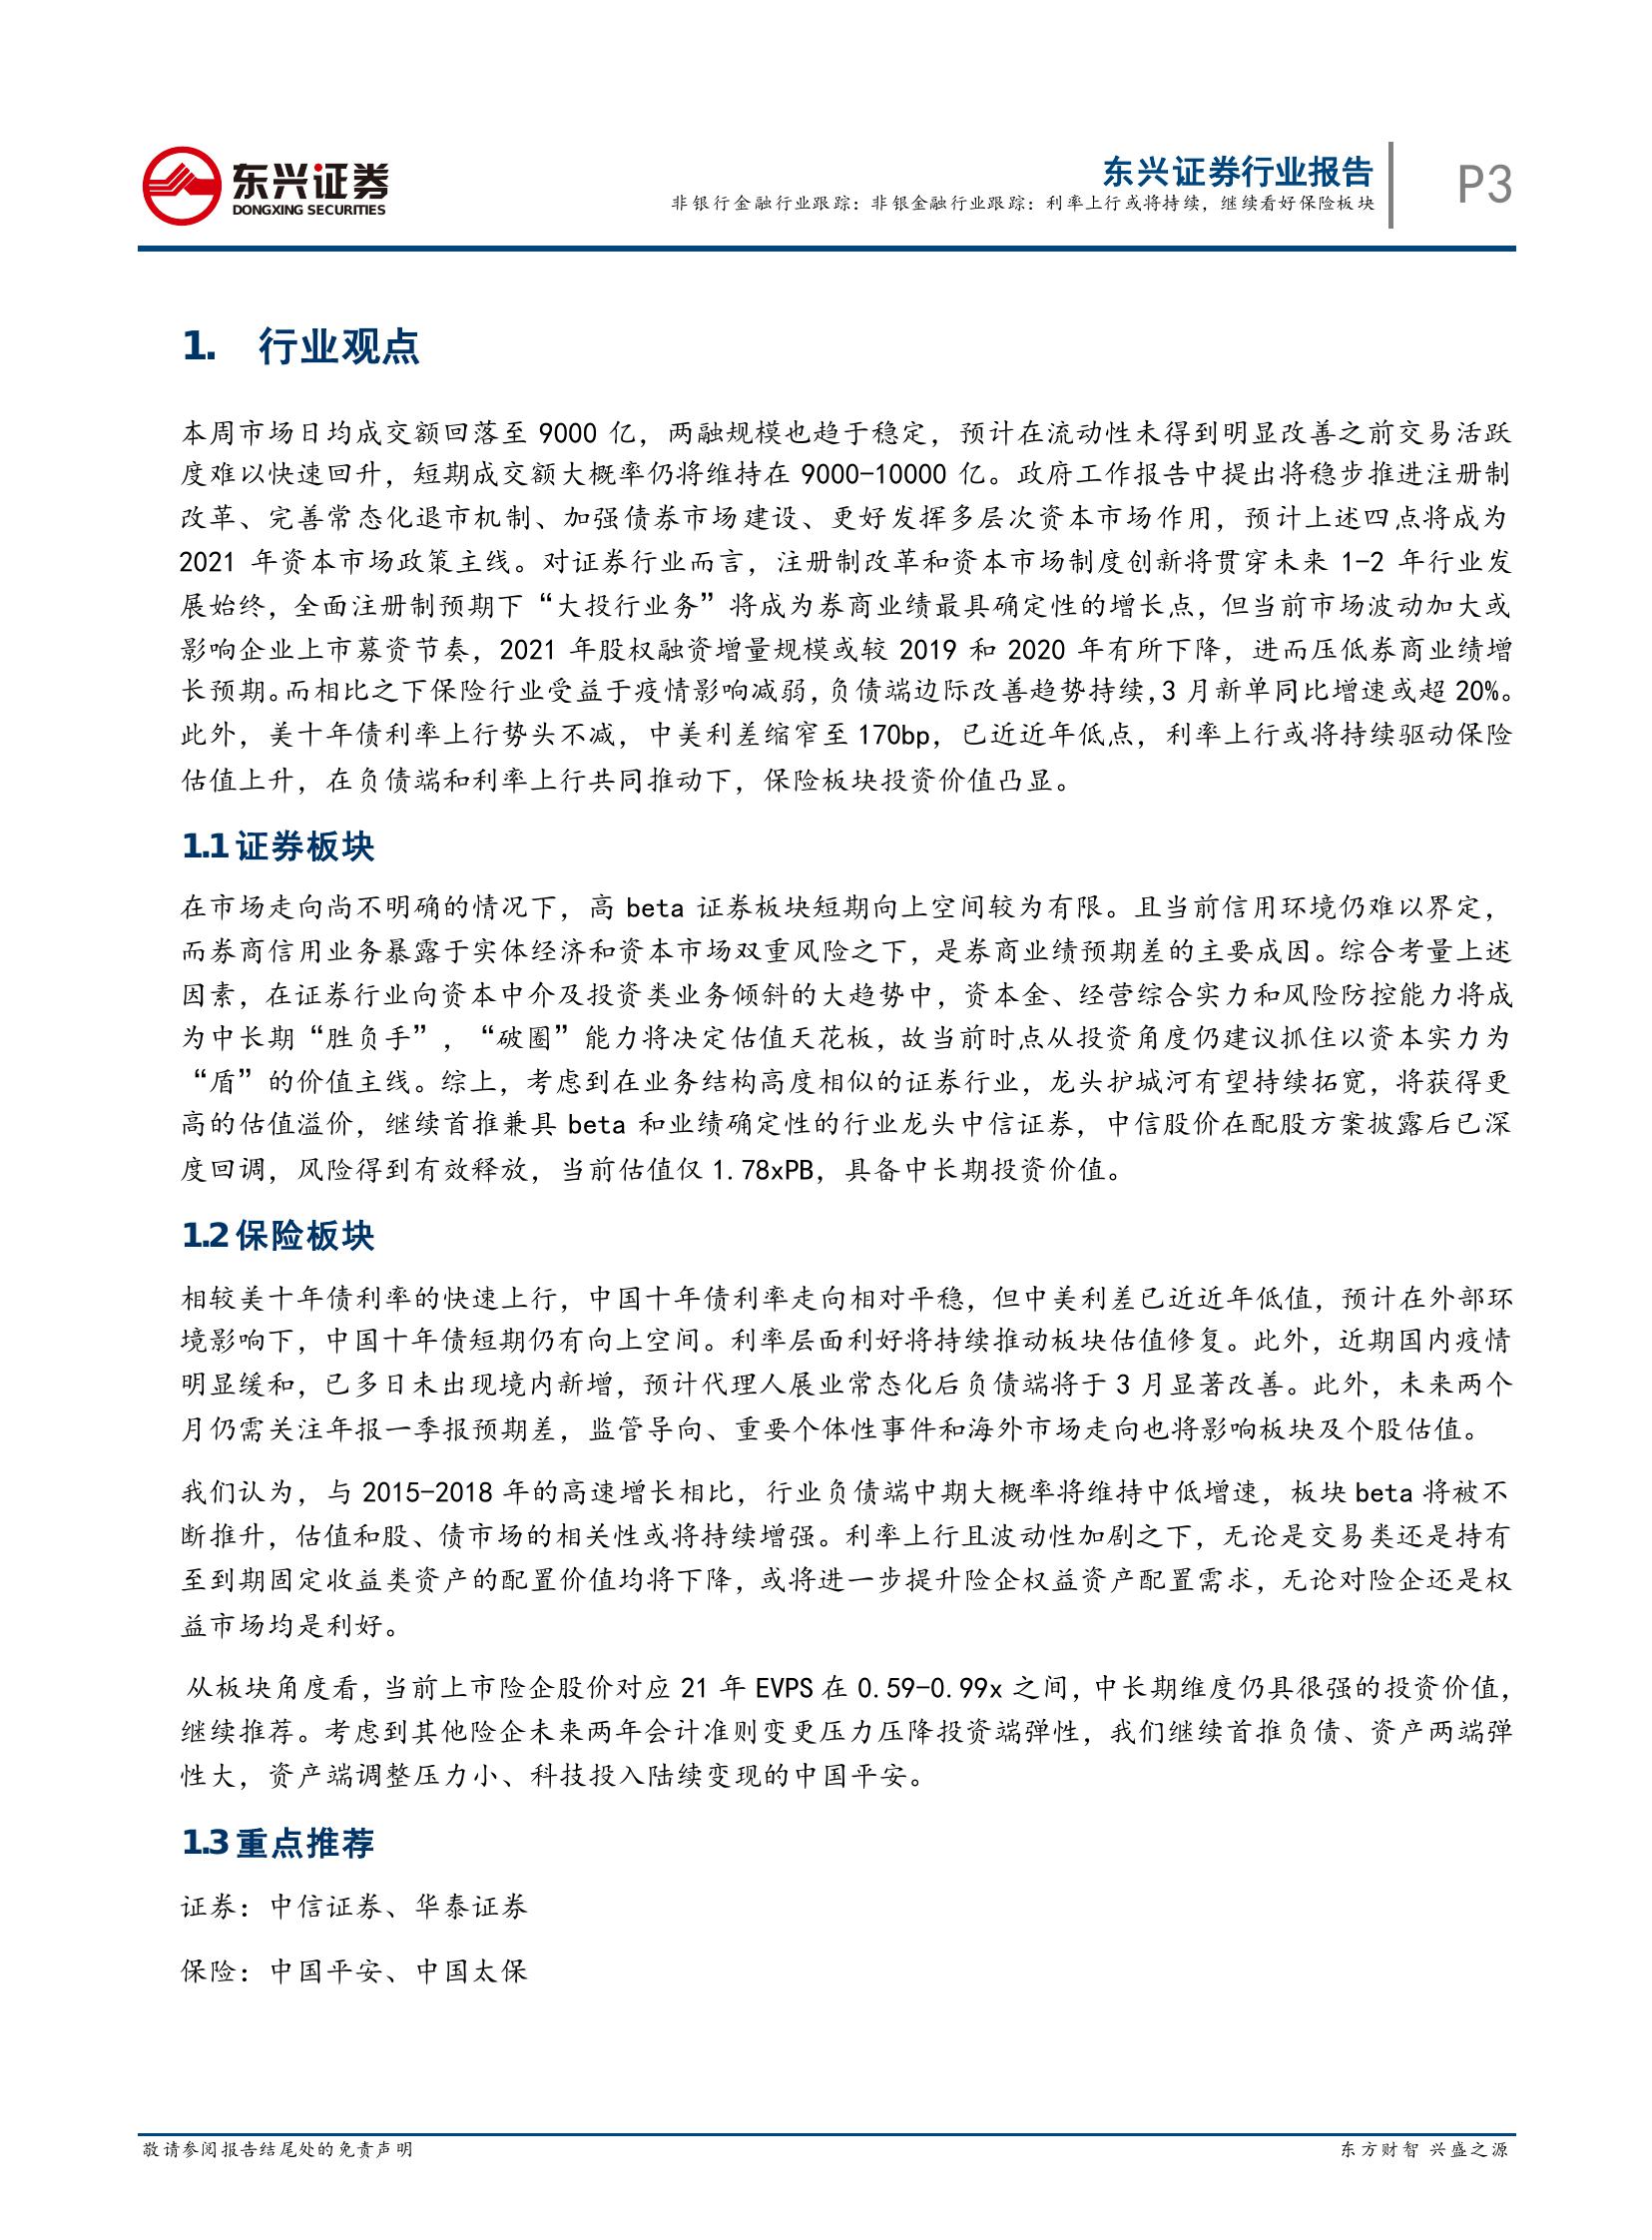 东兴证券
DONGXING SECURITIES
东兴证券行业报告
非银行金融行业跟踪：非银金融行业跟踪：利率上行或将持续，继续看好保险板块
P3
1. 行业观点
本周市场日均成交额回落至 9000 亿，两融规模也趋于稳定，预计在流动性未得到明显改善之前交易活跃
度难以快速回升，短期成交额大概率仍将维持在 9000-10000 亿。政府工作报告中提出将稳步推进注册制
改革、完善常态化退市机制、加强债券市场建设、更好发挥多层次资本市场作用，预计上述四点将成为
2021 年资本市场政策主线。对证券行业而言，注册制改革和资本市场制度创新将贯穿未来 1-2 年行业发
展始终，全面注册制预期下“大投行业务”将成为券商业绩最具确定性的增长点，但当前市场波动加大或
影响企业上市募资节奏，2021 年股权融资增量规模或较 2019 和 2020 年有所下降，进而压低券商业绩增
长预期。而相比之下保险行业受益于疫情影响减弱，负债端边际改善趋势持续，3 月新单同比增速或超 20%。
此外，美十年债利率上行势头不减，中美利差缩窄至 170bp，已近近年低点，利率上行或将持续驱动保险
估值上升，在负债端和利率上行共同推动下，保险板块投资价值凸显。
1.1 证券板块
在市场走向尚不明确的情况下，高 beta 证券板块短期向上空间较为有限。且当前信用环境仍难以界定，
而券商信用业务暴露于实体经济和资本市场双重风险之下，是券商业绩预期差的主要成因。综合考量上述
因素，在证券行业向资本中介及投资类业务倾斜的大趋势中，资本金、经营综合实力和风险防控能力将成
为中长期“胜负手”，“破圈”能力将决定估值天花板，故当前时点从投资角度仍建议抓住以资本实力为
“盾”的价值主线。综上，考虑到在业务结构高度相似的证券行业，龙头护城河有望持续拓宽，将获得更
高的估值溢价，继续首推兼具 beta 和业绩确定性的行业龙头中信证券，中信股价在配股方案披露后已深
度回调，风险得到有效释放，当前估值仅 1.78xPB，具备中长期投资价值。
1.2 保险板块
相较美十年债利率的快速上行，中国十年债利率走向相对平稳，但中美利差已近近年低值，预计在外部环
境影响下，中国十年债短期仍有向上空间。利率层面利好将持续推动板块估值修复。此外，近期国内疫情
明显缓和，已多日未出现境内新增，预计代理人展业常态化后负债端将于 3 月显著改善。此外，未来两个
月仍需关注年报一季报预期差，监管导向、重要个体性事件和海外市场走向也将影响板块及个股估值。
我们认为，与 2015-2018 年的高速增长相比，行业负债端中期大概率将维持中低增速，板块 beta 将被不
断推升，估值和股、债市场的相关性或将持续增强。利率上行且波动性加剧之下，无论是交易类还是持有
至到期固定收益类资产的配置价值均将下降，或将进一步提升险企权益资产配置需求，无论对险企还是权
益市场均是利好。
从板块角度看，当前上市险企股价对应 21 年 EVPS 在 0.59-0.99x 之间，中长期维度仍具很强的投资价值，
继续推荐。考虑到其他险企未来两年会计准则变更压力压降投资端弹性，我们继续首推负债、资产两端弹
性大，资产端调整压力小、科技投入陆续变现的中国平安。
1.3 重点推荐
证券：中信证券、华泰证券
保险：中国平安、中国太保
敬请参阅报告结尾处的免责声明
东方财智 兴盛之源